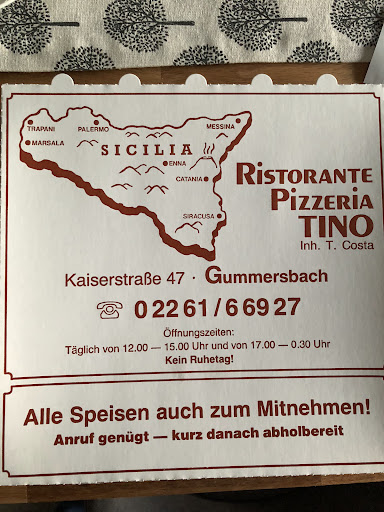 TRAPANI
PALERMO
MESSINA
MARSALA
SICILIA
ENNA
CATANIA
SIRACUSA
RISTORANTE
PIZZERIA
TINO
Inh. T. Costa
Kaiserstraße 47 · Gummersbach
☏ 0 22 61 / 6 69 27
Öffnungszeiten:
Täglich von 12.00 — 15.00 Uhr und von 17.00 — 0.30 Uhr
Kein Ruhetag!
Alle Speisen auch zum Mitnehmen!
Anruf genügt — kurz danach abholbereit